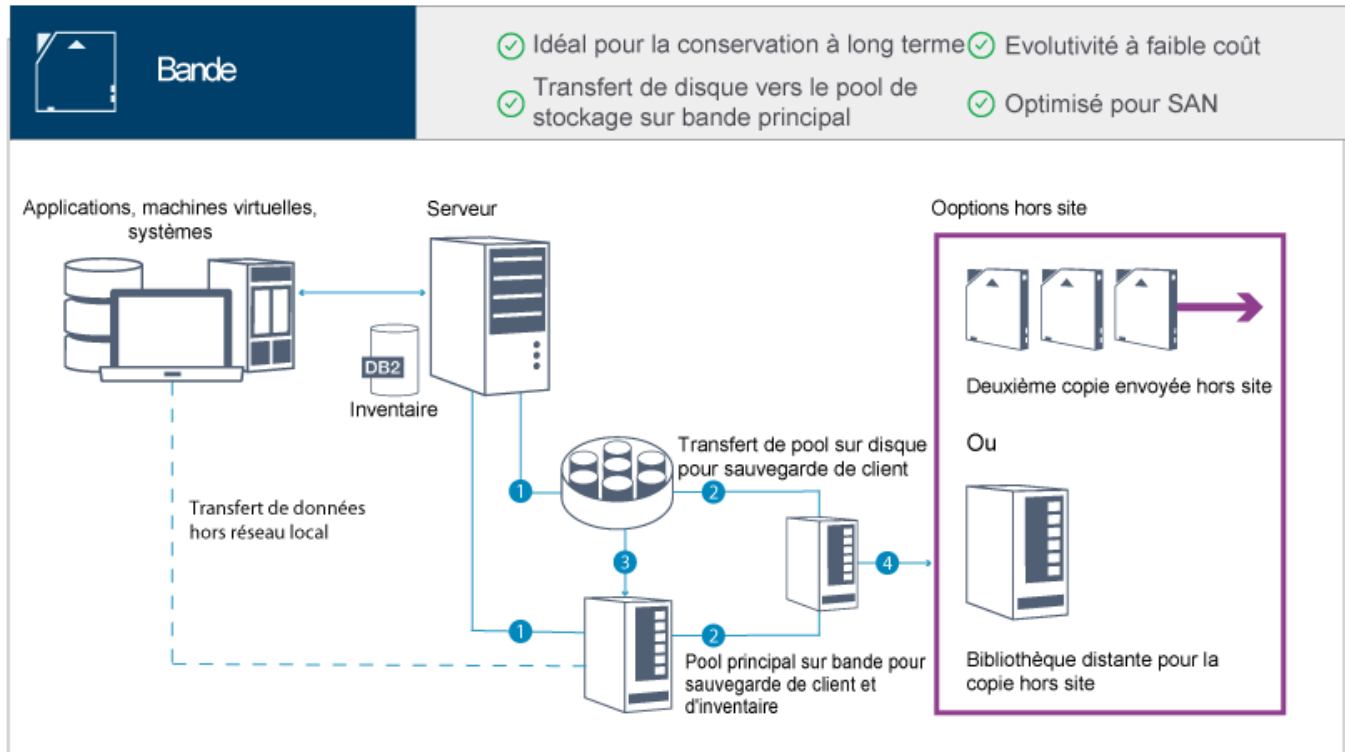 Bande
Idéal pour la conservation à long terme
Evolutivité à faible coût
Transfert de disque vers le pool de
stockage sur bande principal
Optimisé pour SAN
Applications, machines virtuelles,
systèmes
Serveur
Ooptions hors site
DB2
Inventaire
Deuxième copie envoyée hors site
Transfert de pool sur disque
pour sauvegarde de client
Ou
1
2
Transfert de données
hors réseau local
3
4
1
2
Pool principal sur bande pour
sauvegarde de client et
d'inventaire
Bibliothèque distante pour la
copie hors site